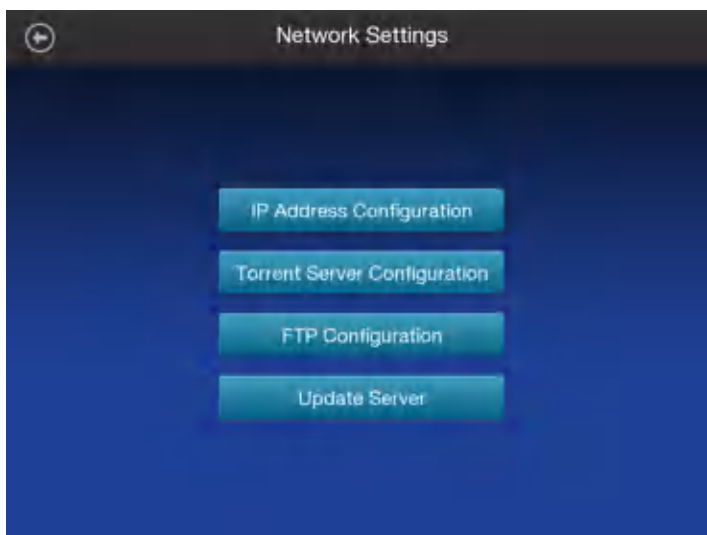 Network Settings
IP Address Configuration
Torrent Server Configuration
FTP Configuration
Update Server